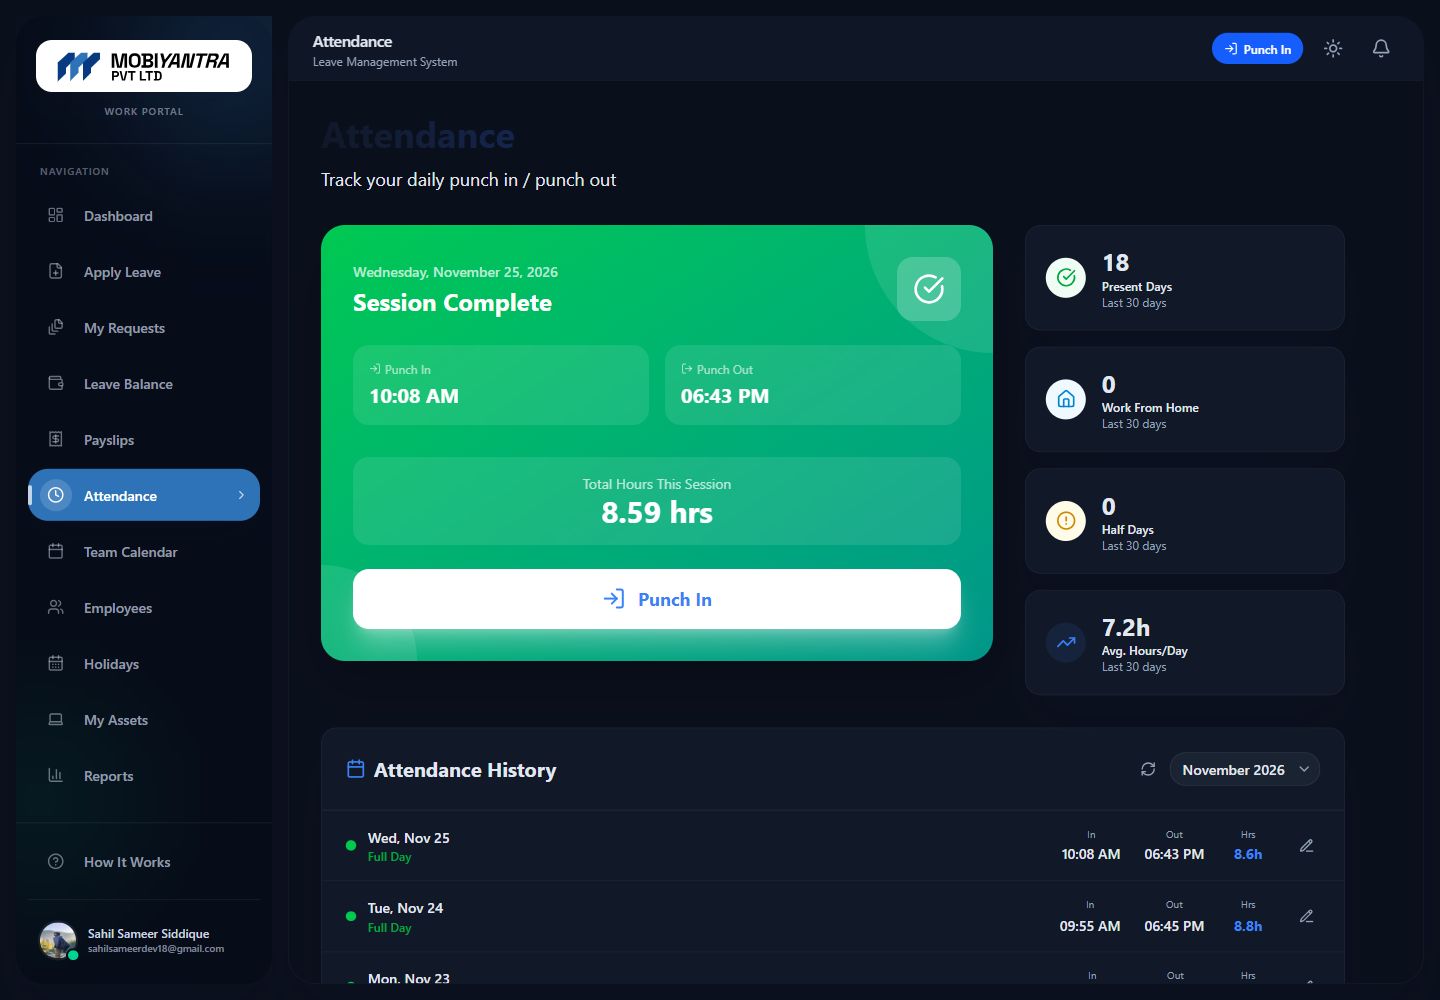 MOBIYANTRA
PVT LTD
WORK PORTAL
NAVIGATION
Dashboard
Apply Leave
My Requests
Leave Balance
Payslips
Attendance
Team Calendar
Employees
Holidays
My Assets
Reports
How It Works
Sahil Sameer Siddique
sahilsameerdev18@gmail.com
Attendance
Leave Management System
Punch In
Attendance
Track your daily punch in / punch out
Wednesday, November 25, 2026
Session Complete
Punch In
10:08 AM
Punch Out
06:43 PM
Total Hours This Session
8.59 hrs
Punch In
18
Present Days
Last 30 days
0
Work From Home
Last 30 days
0
Half Days
Last 30 days
7.2h
Avg. Hours/Day
Last 30 days
Attendance History
November 2026
Wed, Nov 25
Full Day
In
10:08 AM
Out
06:43 PM
Hrs
8.6h
Tue, Nov 24
Full Day
In
09:55 AM
Out
06:45 PM
Hrs
8.8h
Mon, Nov 23
In
Out
Hrs